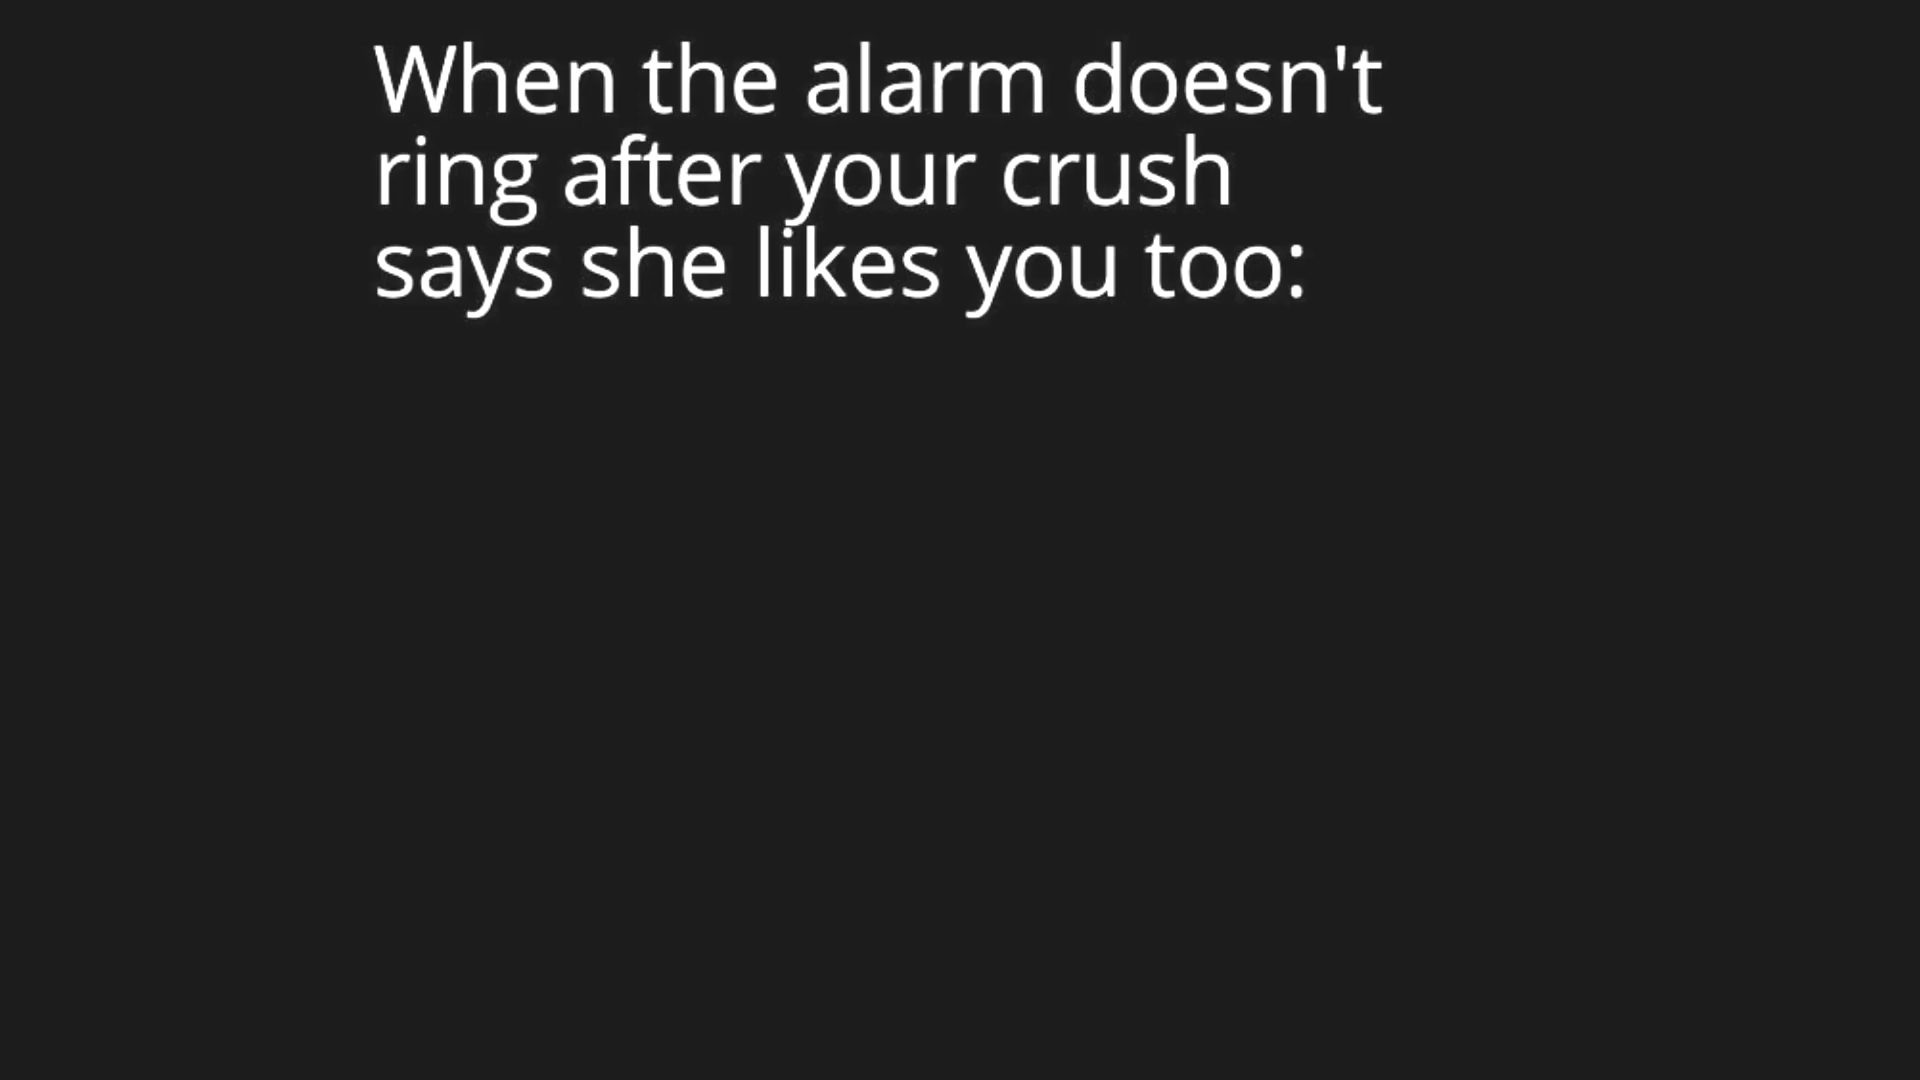 When the alarm doesn't
ring after your crush
says she likes you too: